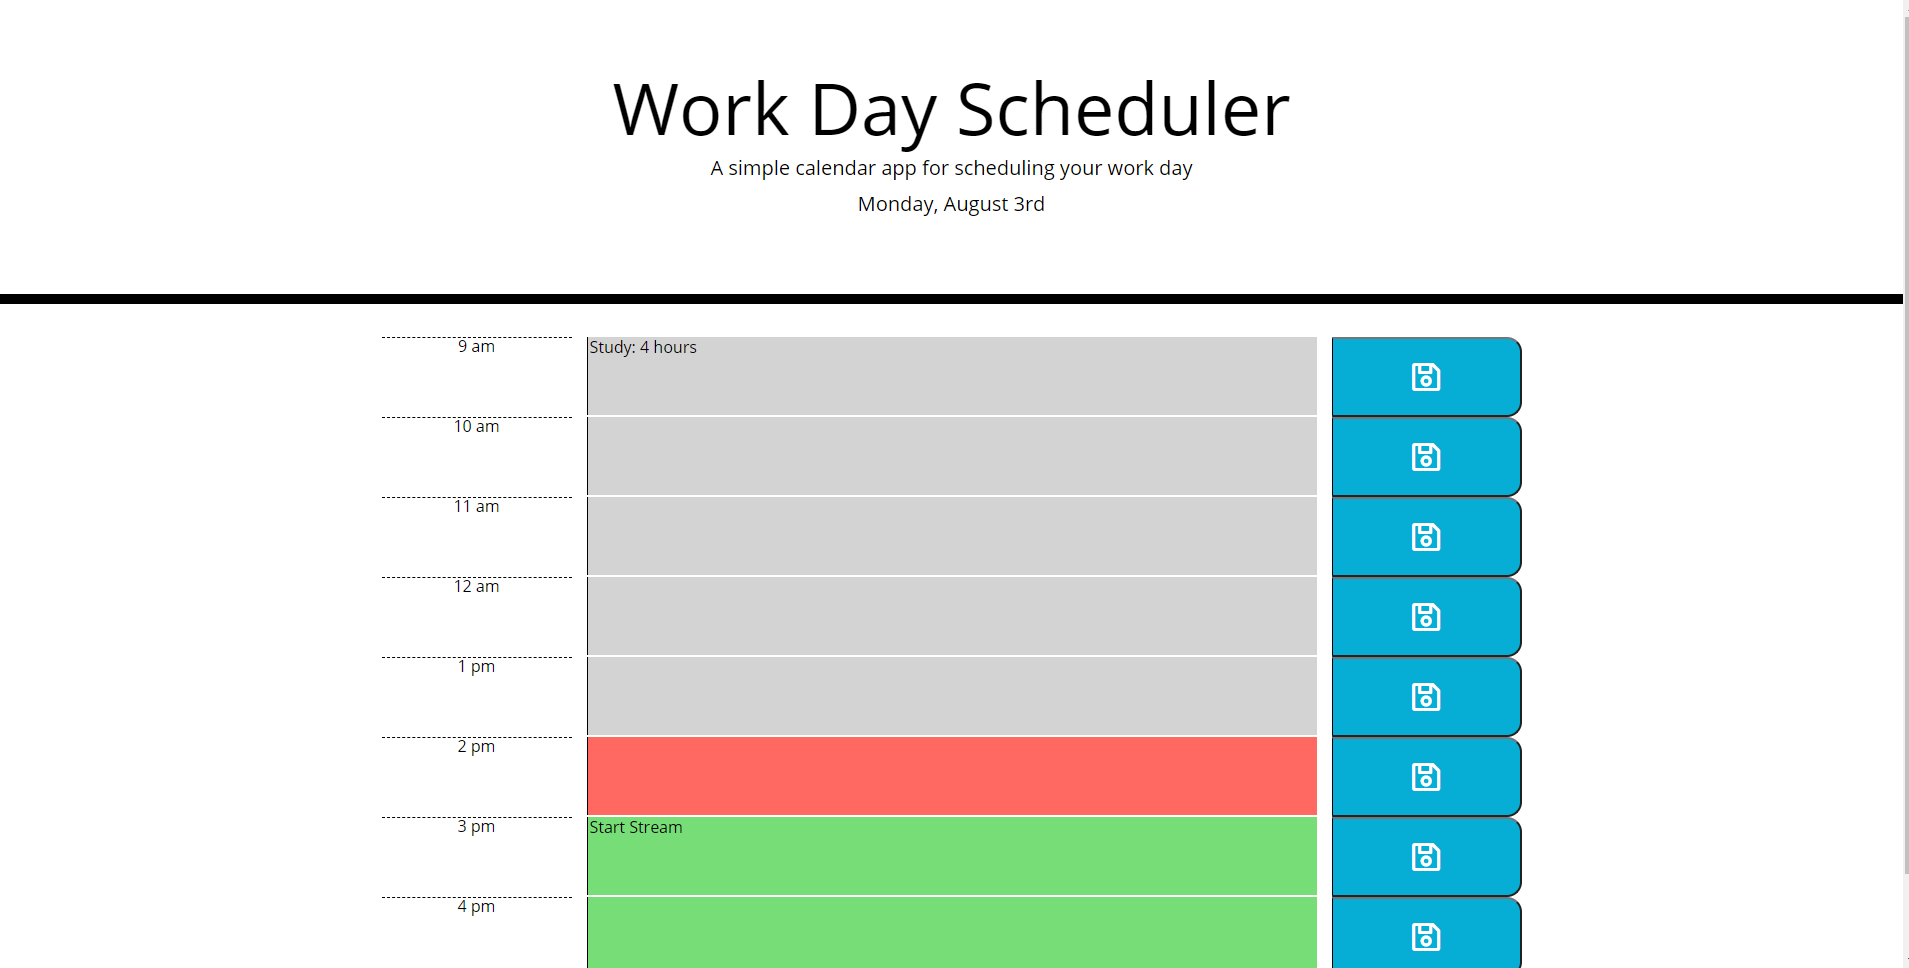 Work Day Scheduler
A simple calendar app for scheduling your work day
Monday, August 3rd
9 am
Study: 4 hours
10 am
11 am
12 am
1 pm
2 pm
3 pm
Start Stream
4 pm